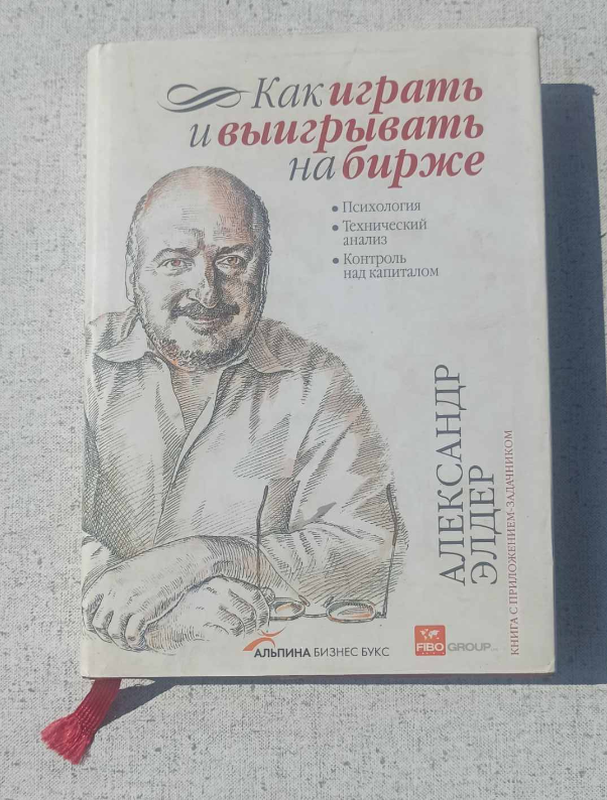 Как играть
и выигрывать
на бирже
• Психология
• Технический
анализ
• Контроль
над капиталом
АЛЕКСАНДР
ЭЛДЕР
КНИГА С ПРИЛОЖЕНИЕМ-ЗАДАЧНИКОМ
АЛЬПИНА БИЗНЕС БУКС
FIBO GROUP